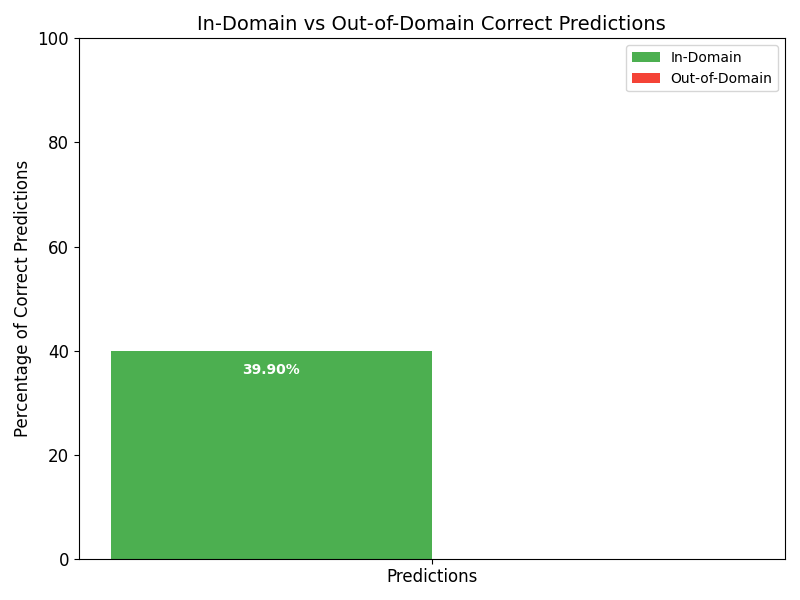 In-Domain vs Out-of-Domain Correct Predictions
In-Domain
Out-of-Domain
Percentage of Correct Predictions
100
80
60
40
20
0
39.90%
Predictions